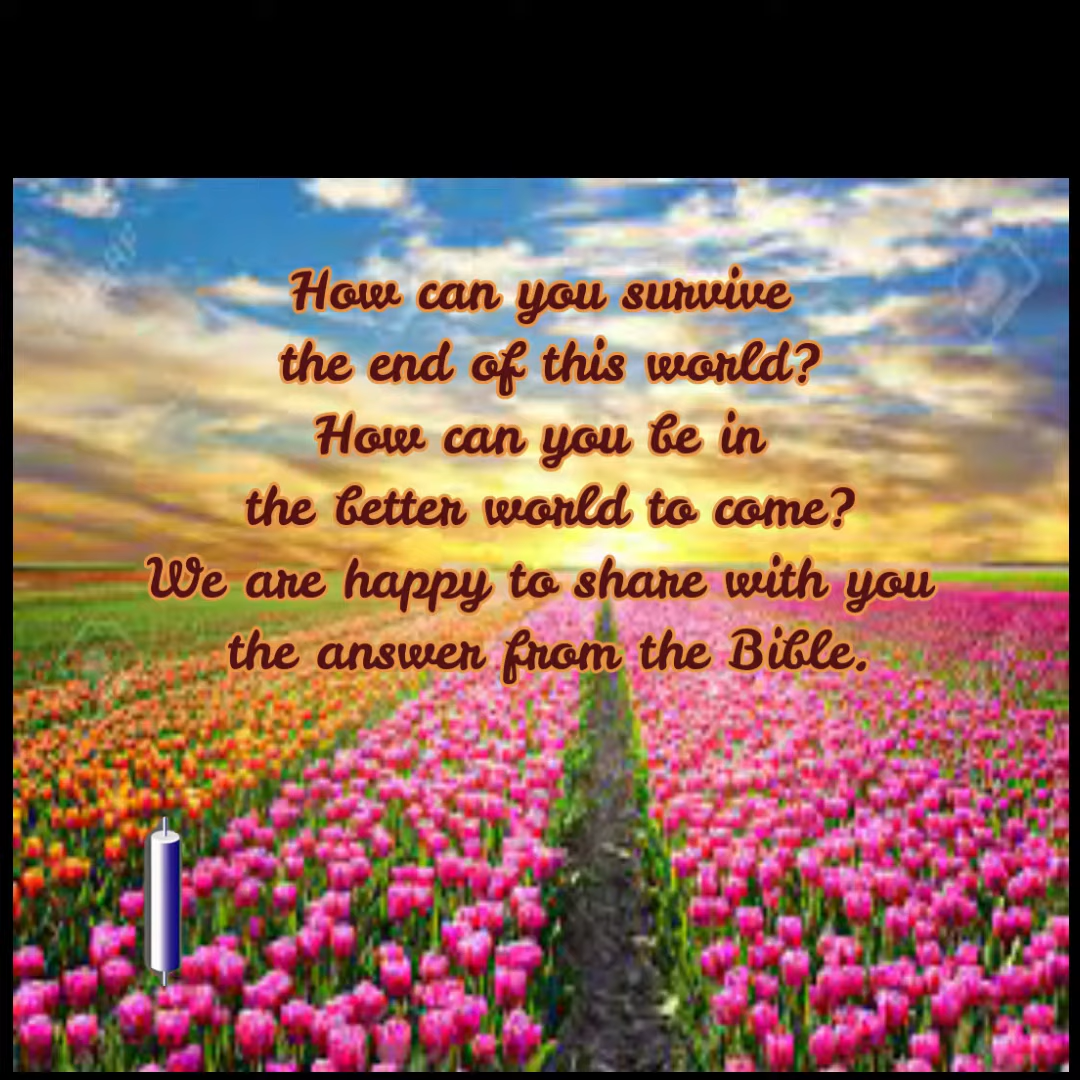 How can you survive
the end of this world?
How can you be in
the better world to come?
We are happy to share with you
the answer from the Bible.